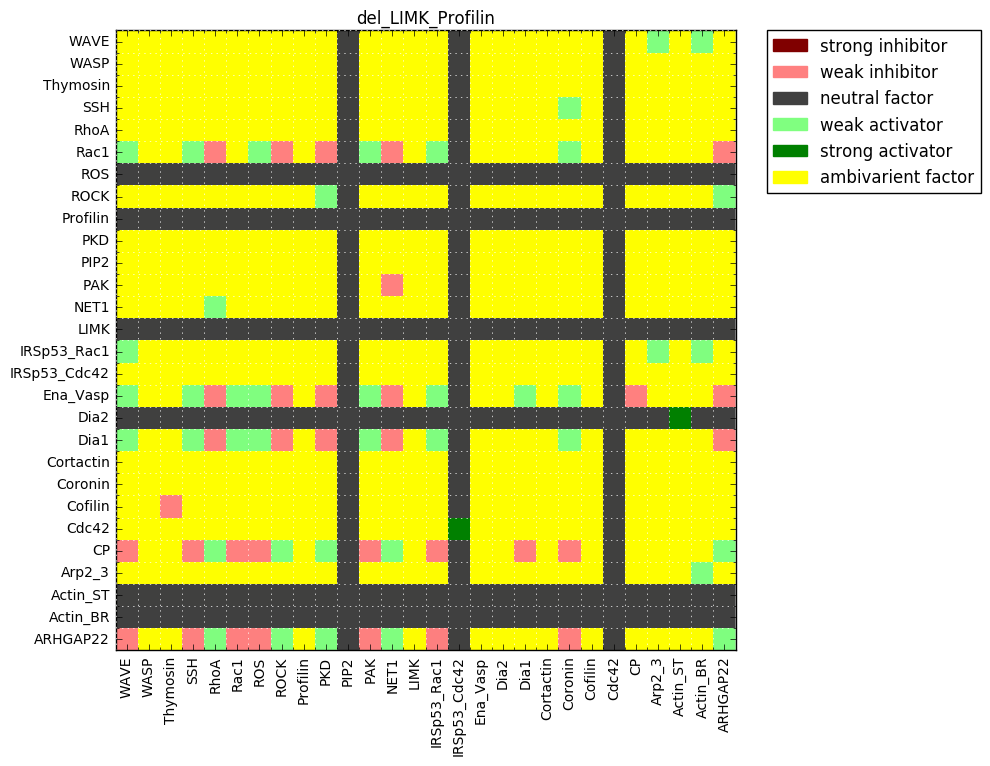 del_LIMK_Profilin
WAVE
WASP
Thymosin
SSH
RhoA
Rac1
ROS
ROCK
Profilin
PKD
PIP2
PAK
NET1
LIMK
IRSp53_Rac1
IRSp53_Cdc42
Ena_Vasp
Dia2
Dia1
Cortactin
Coronin
Cofilin
Cdc42
CP
Arp2_3
Actin_ST
Actin_BR
ARHGAP22
WAVE
WASP
Thymosin
SSH
RhoA
Rac1
ROS
ROCK
Profilin
PKD
PIP2
PAK
NET1
LIMK
IRSp53_Rac1
IRSp53_Cdc42
Ena_Vasp
Dia2
Dia1
Cortactin
Coronin
Cofilin
Cdc42
CP
Arp2_3
Actin_ST
Actin_BR
ARHGAP22
strong inhibitor
weak inhibitor
neutral factor
weak activator
strong activator
ambivarient factor